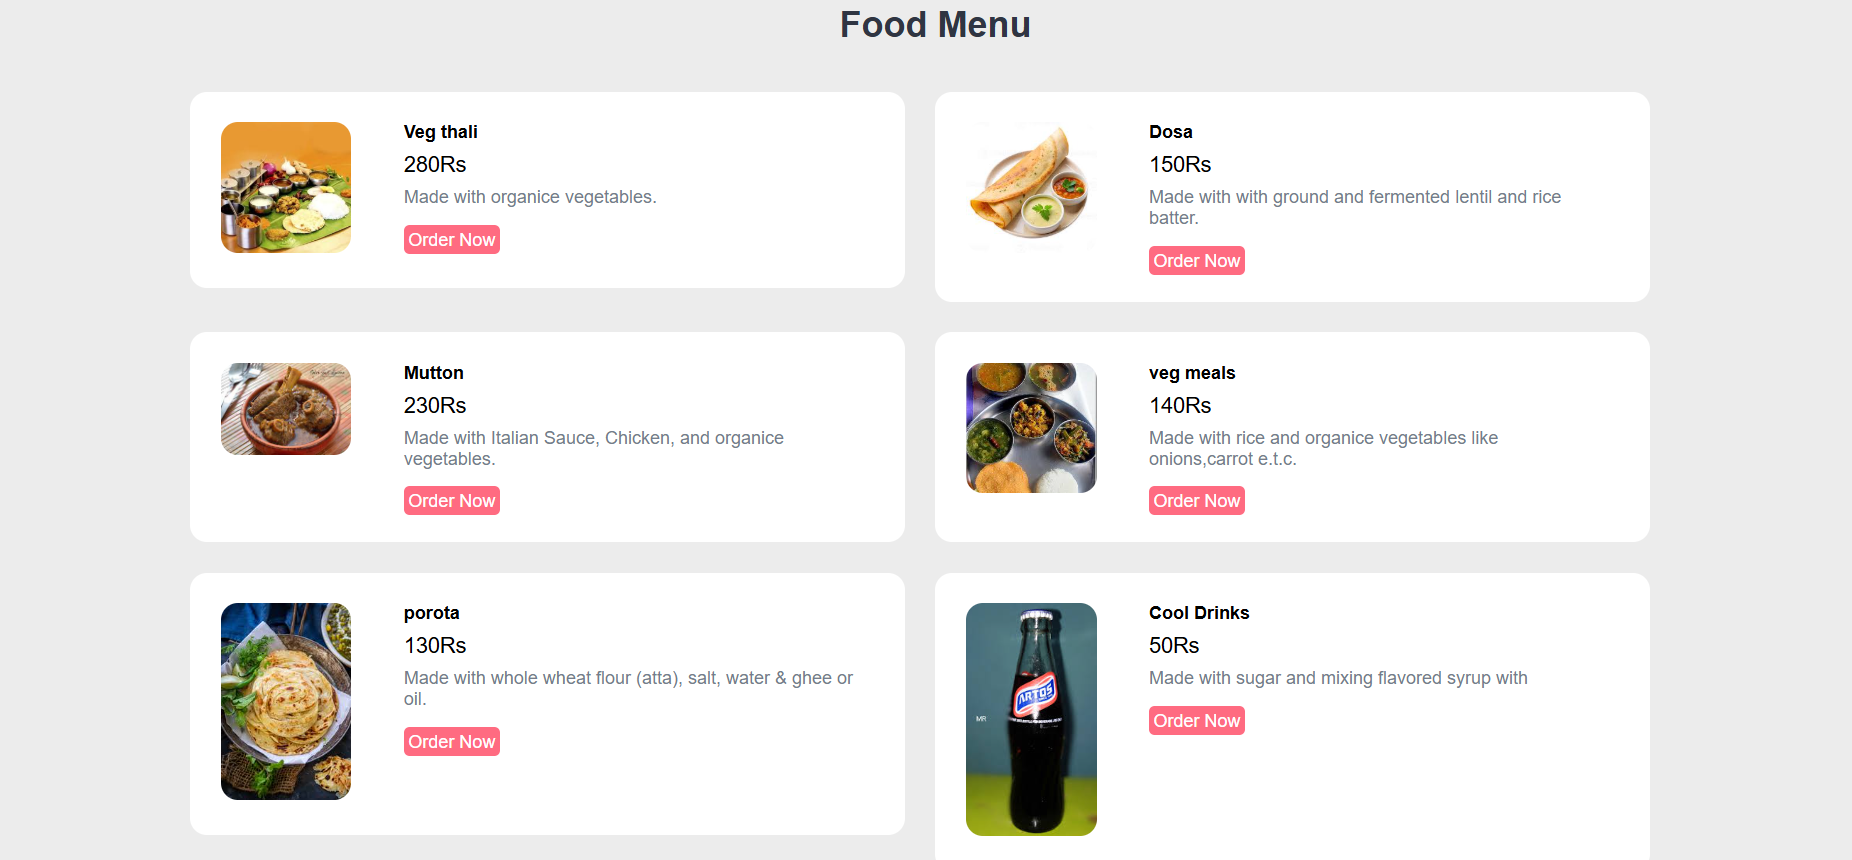 Food Menu
Veg thali
280Rs
Made with organice vegetables.
Order Now
Dosa
150Rs
Made with with ground and fermented lentil and rice
batter.
Order Now
Mutton
230Rs
Made with Italian Sauce, Chicken, and organice
vegetables.
Order Now
veg meals
140Rs
Made with rice and organice vegetables like
onions,carrot e.t.c.
Order Now
porota
130Rs
Made with whole wheat flour (atta), salt, water & ghee or
oil.
Order Now
Cool Drinks
50Rs
Made with sugar and mixing flavored syrup with
Order Now
ARTOS
MR